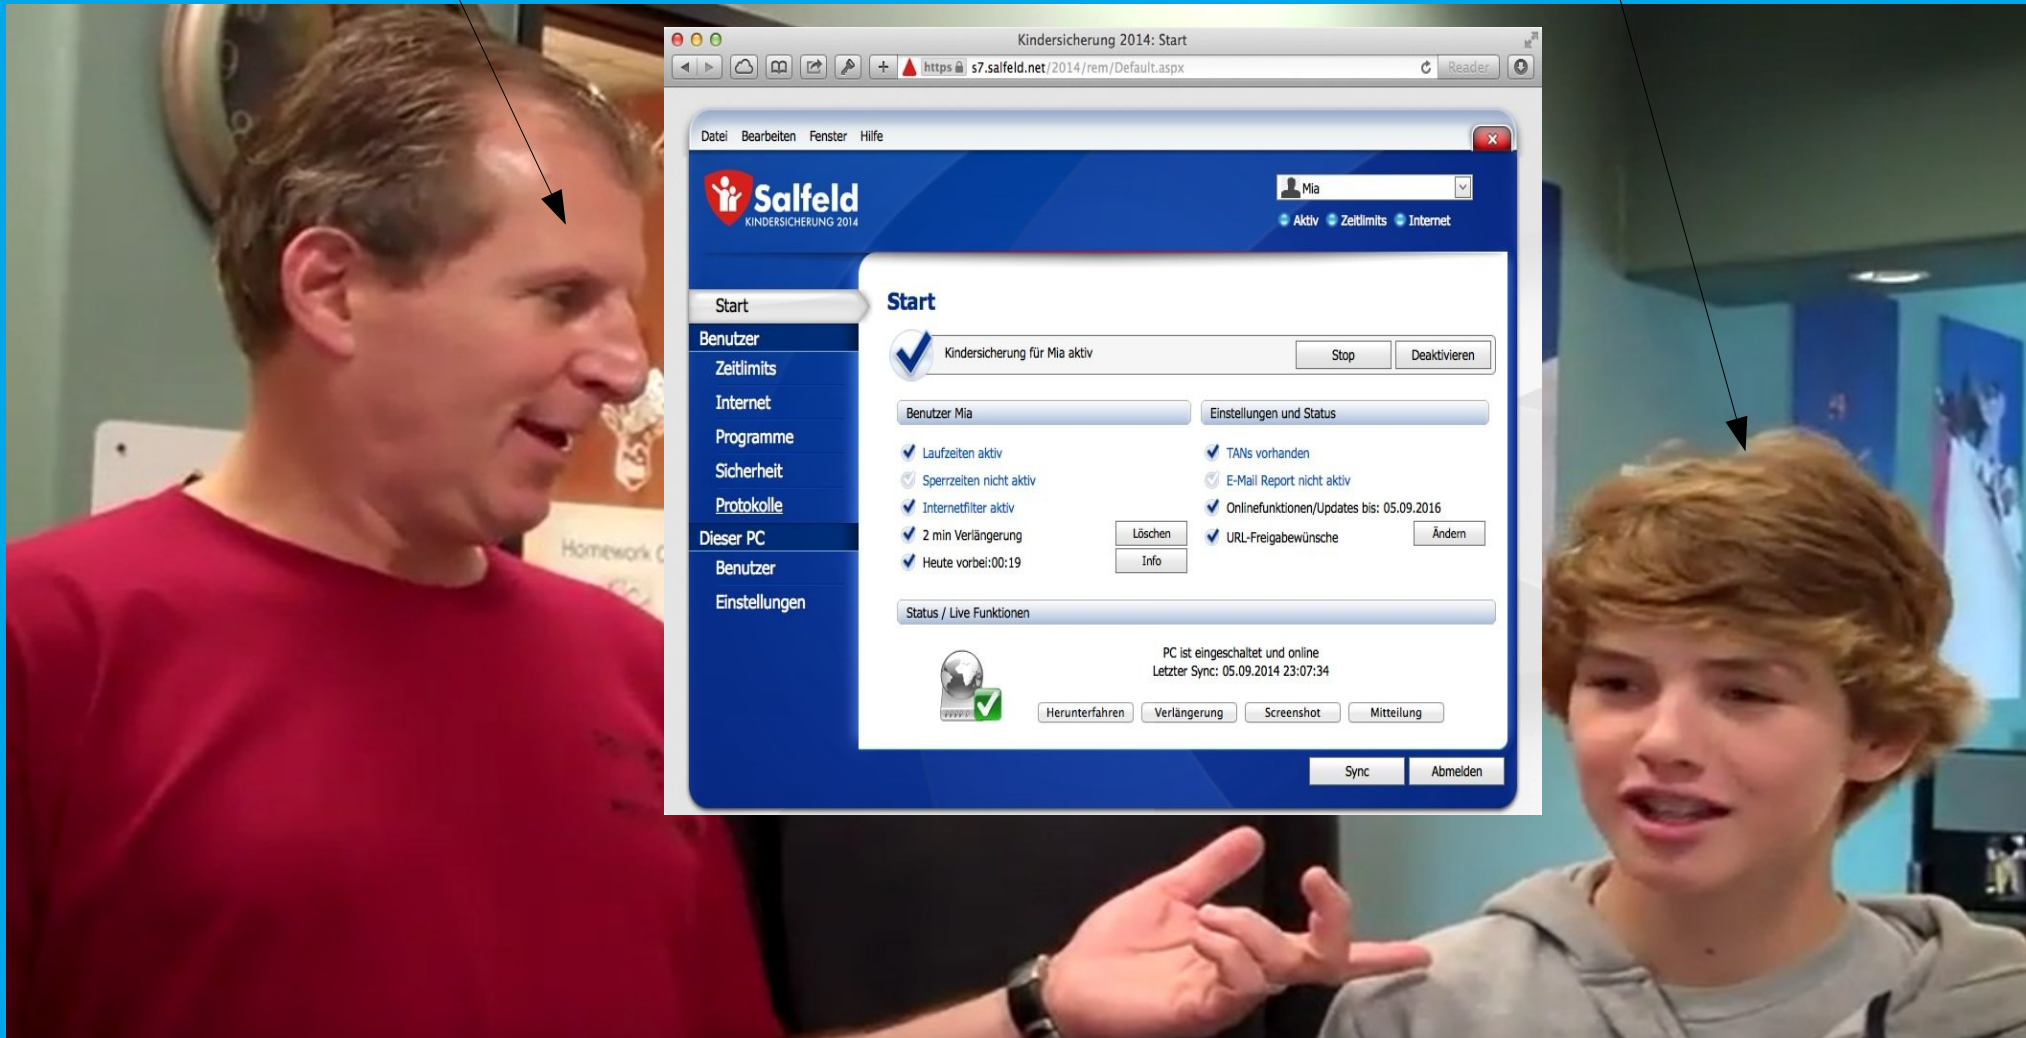 10
9
8
Homework
Kindersicherung 2014: Start
https s7.salfeld.net/2014/rem/Default.aspx
Reader
Datei Bearbeiten Fenster Hilfe
Salfeld
KINDERSICHERUNG 2014
Mia
Aktiv Zeitlimits Internet
Start
Benutzer
Zeitlimits
Internet
Programme
Sicherheit
Protokolle
Dieser PC
Benutzer
Einstellungen
Start
Kindersicherung für Mia aktiv
Stop
Deaktivieren
Benutzer Mia
Laufzeiten aktiv
Sperrzeiten nicht aktiv
Internetfilter aktiv
2 min Verlängerung
Löschen
Heute vorbei:00:19
Info
Einstellungen und Status
TANs vorhanden
E-Mail Report nicht aktiv
Onlinefunktionen/Updates bis: 05.09.2016
URL-Freigabewünsche
Ändern
Status / Live Funktionen
PC ist eingeschaltet und online
Letzter Sync: 05.09.2014 23:07:34
Herunterfahren
Verlängerung
Screenshot
Mitteilung
Sync
Abmelden